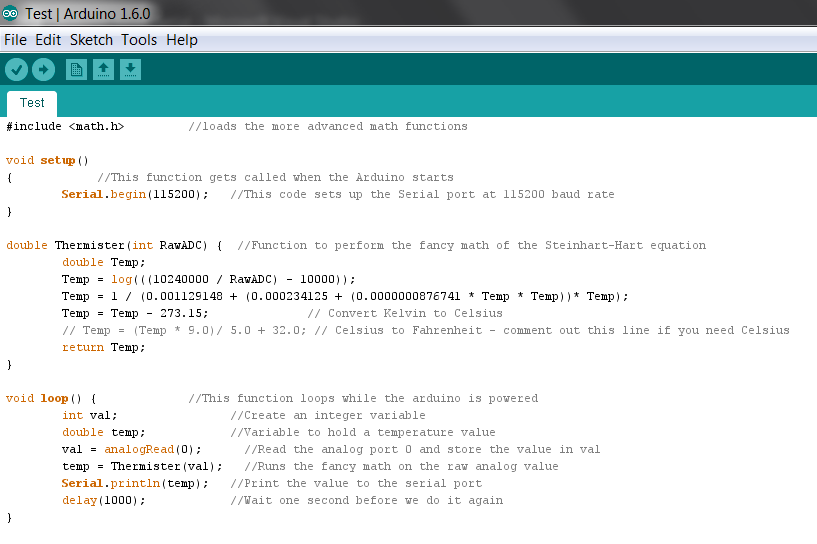 Test | Arduino 1.6.0
File Edit Sketch Tools Help
Test
#include <math.h> //loads the more advanced math functions
void setup()
{ //This function gets called when the Arduino starts
Serial.begin(115200); //This code sets up the Serial port at 115200 baud rate
}
double Thermister(int RawADC) { //Function to perform the fancy math of the Steinhart-Hart equation
double Temp;
Temp = log(((10240000 / RawADC) - 10000));
Temp = 1 / (0.001129148 + (0.000234125 + (0.0000000876741 * Temp * Temp))* Temp);
Temp = Temp - 273.15; // Convert Kelvin to Celsius
// Temp = (Temp * 9.0)/ 5.0 + 32.0; // Celsius to Fahrenheit - comment out this line if you need Celsius
return Temp;
}
void loop() { //This function loops while the arduino is powered
int val; //Create an integer variable
double temp; //Variable to hold a temperature value
val = analogRead(0); //Read the analog port 0 and store the value in val
temp = Thermister(val); //Runs the fancy math on the raw analog value
Serial.println(temp); //Print the value to the serial port
delay(1000); //Wait one second before we do it again
}